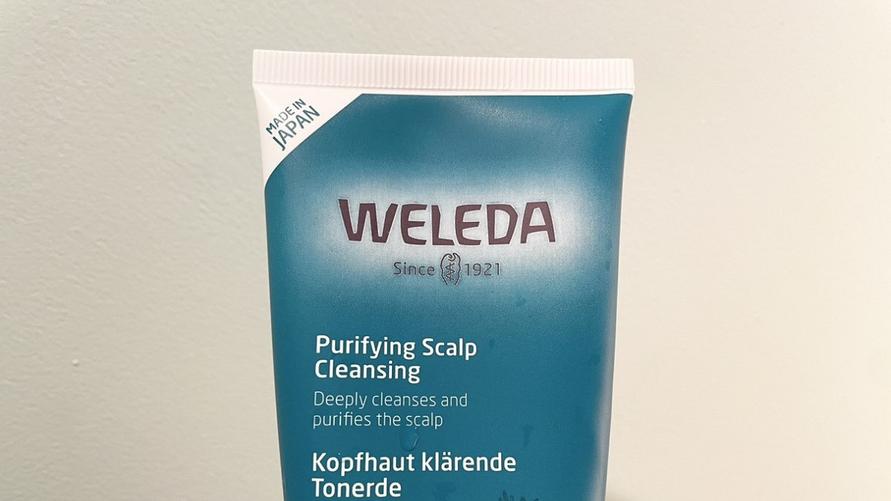 MADE IN
JAPAN
WELEDA
Since 1921
Purifying Scalp
Cleansing
Deeply cleanses and
purifies the scalp
Kopfhaut klärende
Tonerde